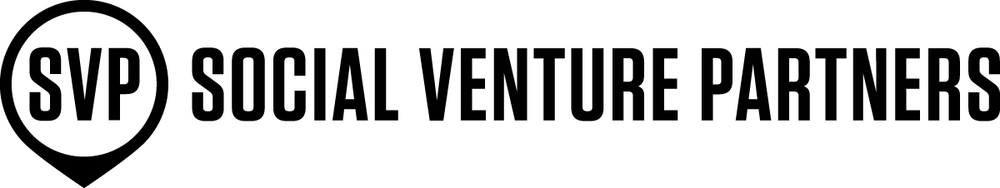 SVP SOCIAL VENTURE PARTNERS